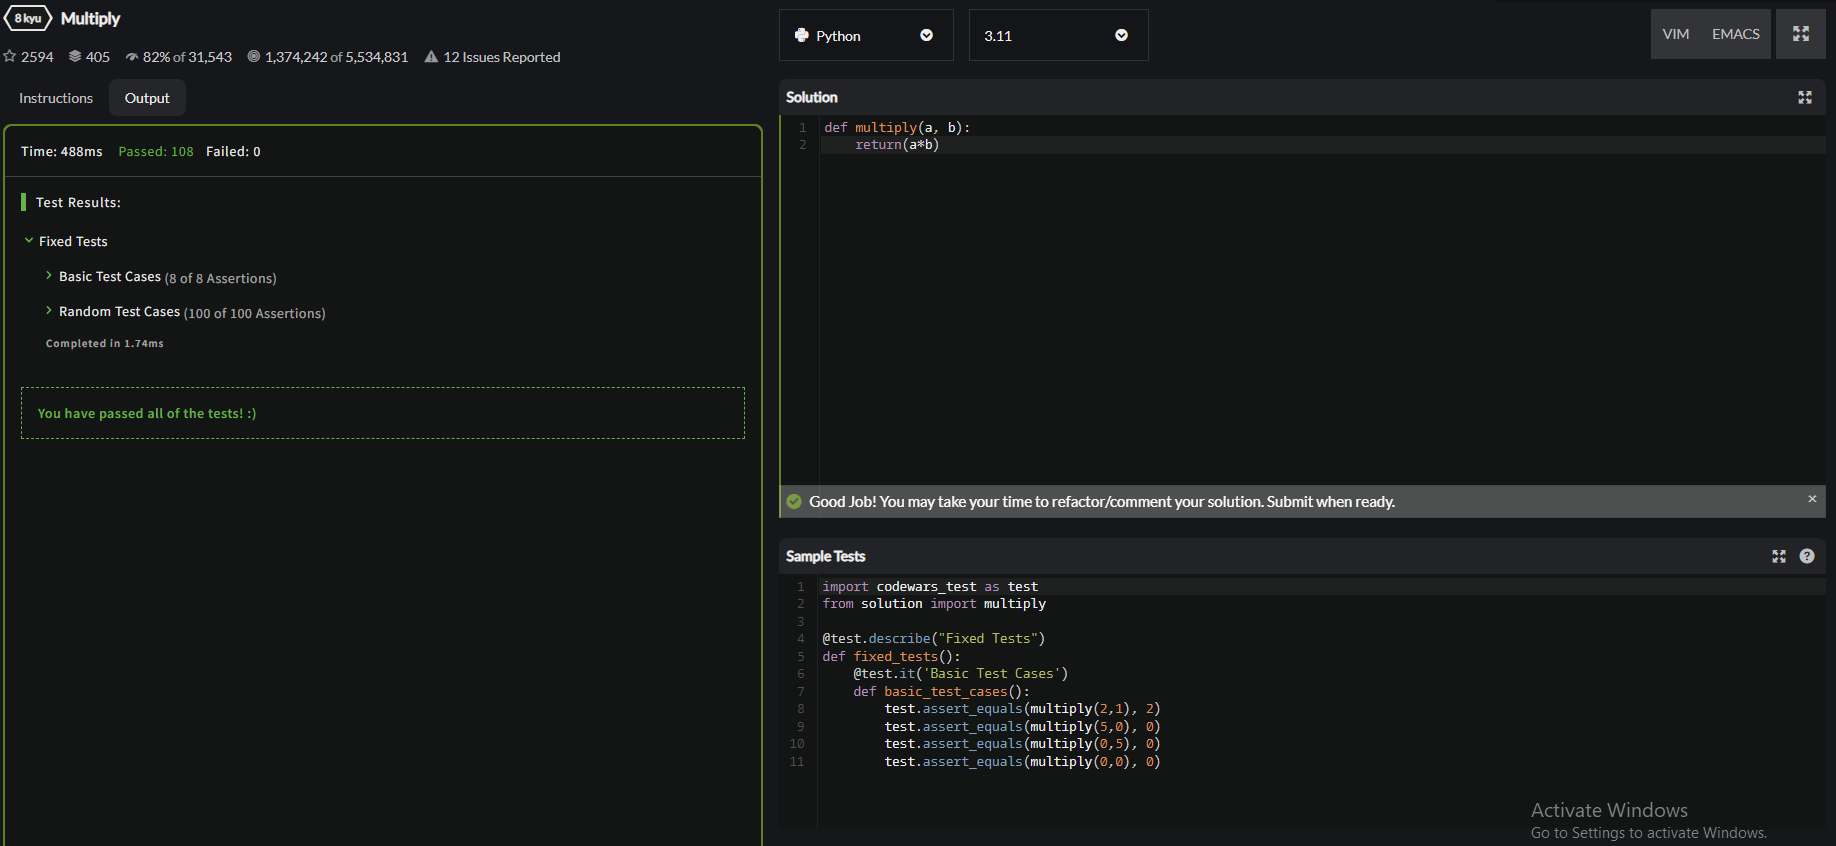 8 kyu Multiply
2594 405 82% of 31,543 1,374,242 of 5,534,831 12 Issues Reported
Instructions Output
Time: 488ms Passed: 108 Failed: 0
Test Results:
Fixed Tests
Basic Test Cases (8 of 8 Assertions)
Random Test Cases (100 of 100 Assertions)
Completed in 1.74ms
You have passed all of the tests! :)
Python 3.11 VIM EMACS
Solution
1 def multiply(a, b):
2     return(a*b)
Good Job! You may take your time to refactor/comment your solution. Submit when ready. ×
Sample Tests ?
1 import codewars_test as test
2 from solution import multiply
3
4 @test.describe("Fixed Tests")
5 def fixed_tests():
6     @test.it('Basic Test Cases')
7     def basic_test_cases():
8         test.assert_equals(multiply(2,1), 2)
9         test.assert_equals(multiply(5,0), 0)
10         test.assert_equals(multiply(0,5), 0)
11         test.assert_equals(multiply(0,0), 0)
Activate Windows
Go to Settings to activate Windows.